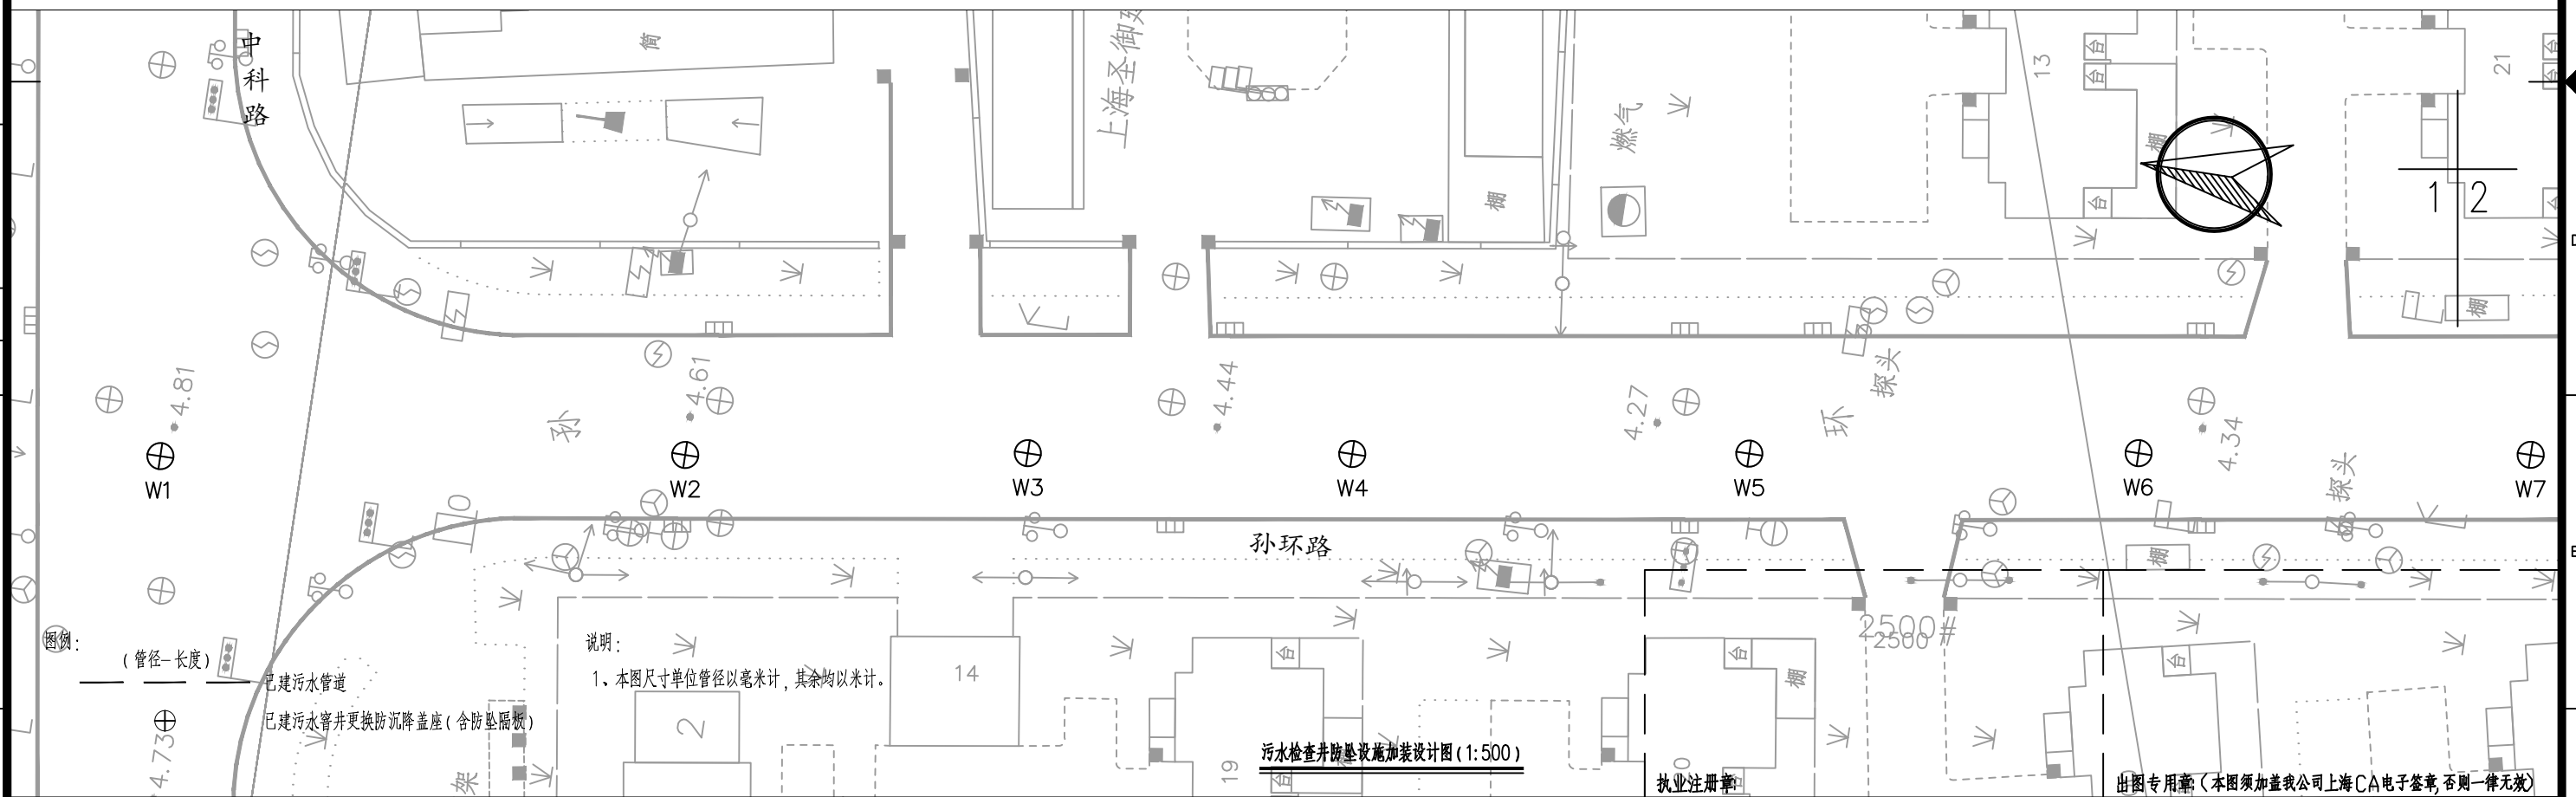 中
科
路
筒
上海圣御
燃气
13
台
台
棚
台
21
台
台
1 2
棚
棚
4.81
4.61
4.44
4.27
4.34
孙
环
探头
探头
W1
W2
W3
W4
W5
W6
W7
10
孙环路
棚
2500#
2500
图例：
（管径—长度）
已建污水管道
已建污水窨井更换防沉降盖座（含防坠隔板）
4.73
说明：
1、本图尺寸单位管径以毫米计，其余均以米计。
14
2
架
台
19
台
台
棚
台
污水检查井防坠设施加装设计图(1:500)
执业注册章
出图专用章:(本图须加盖我公司上海CA电子签章,否则一律无效)